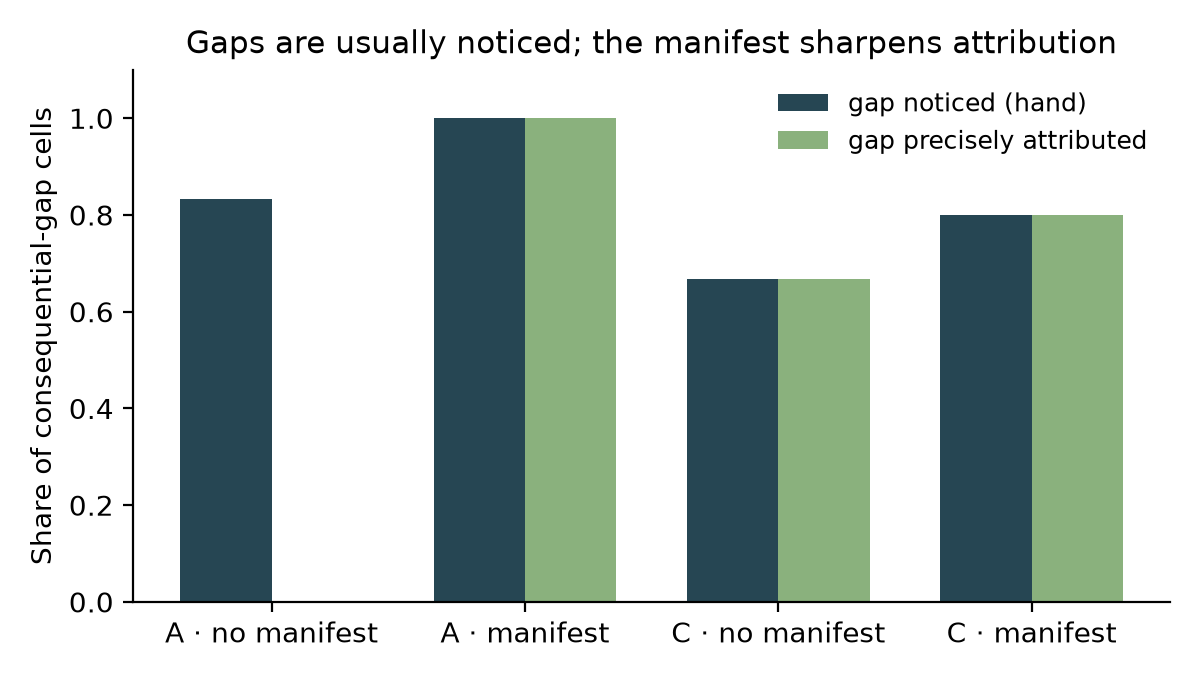 Gaps are usually noticed; the manifest sharpens attribution
gap noticed (hand)
gap precisely attributed
Share of consequential-gap cells
1.0
0.8
0.6
0.4
0.2
0.0
A · no manifest
A · manifest
C · no manifest
C · manifest